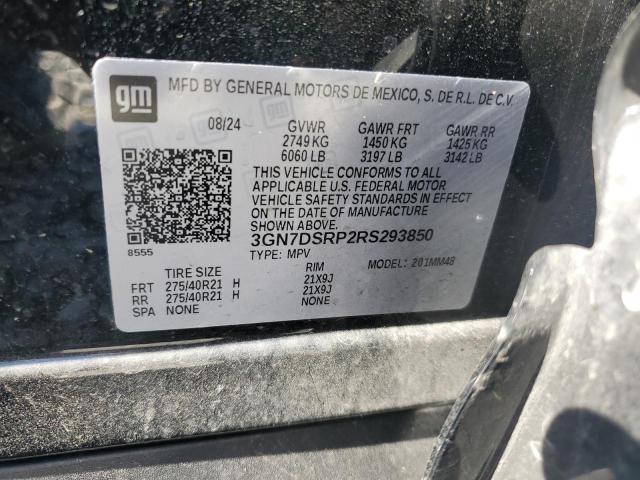 gm
MFD BY GENERAL MOTORS DE MEXICO, S. DE R.L. DE C.V.
08/24 GVWR GAWR FRT GAWR RR
2749 KG 1450 KG 1425 KG
6060 LB 3197 LB 3142 LB
THIS VEHICLE CONFORMS TO ALL
APPLICABLE U.S. FEDERAL MOTOR
VEHICLE SAFETY STANDARDS IN EFFECT
ON THE DATE OF MANUFACTURE
SHOWN ABOVE.
3GN7DSRP2RS293850
8555
TYPE: MPV MODEL: 201MM48
TIRE SIZE RIM
FRT 275/40R21 H 21X9J
RR 275/40R21 H 21X9J
SPA NONE NONE